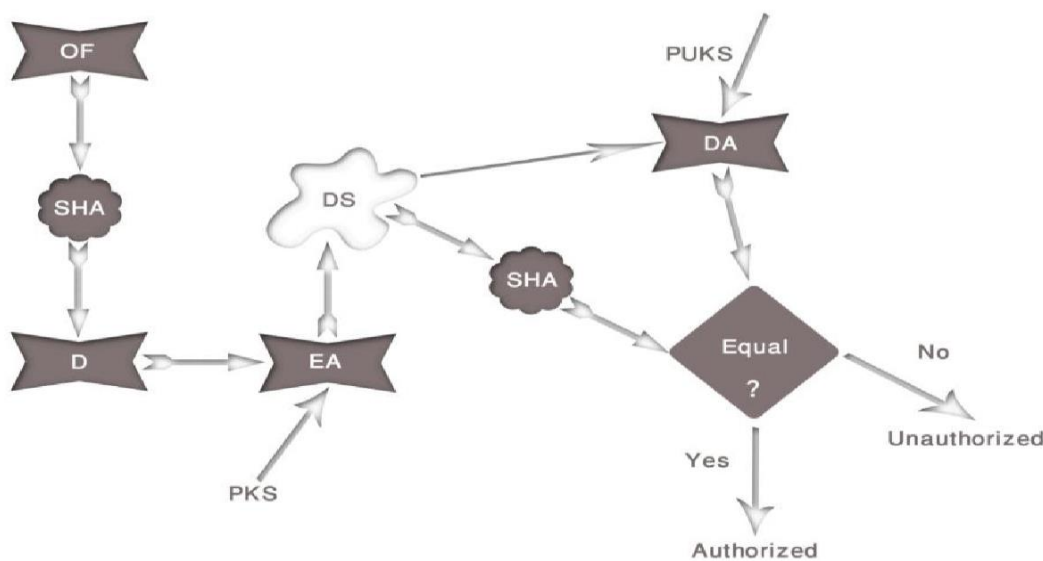 OF
PUKS
DA
DS
SHA
SHA
Equal
?
No
D
EA
Unauthorized
Yes
PKS
Authorized